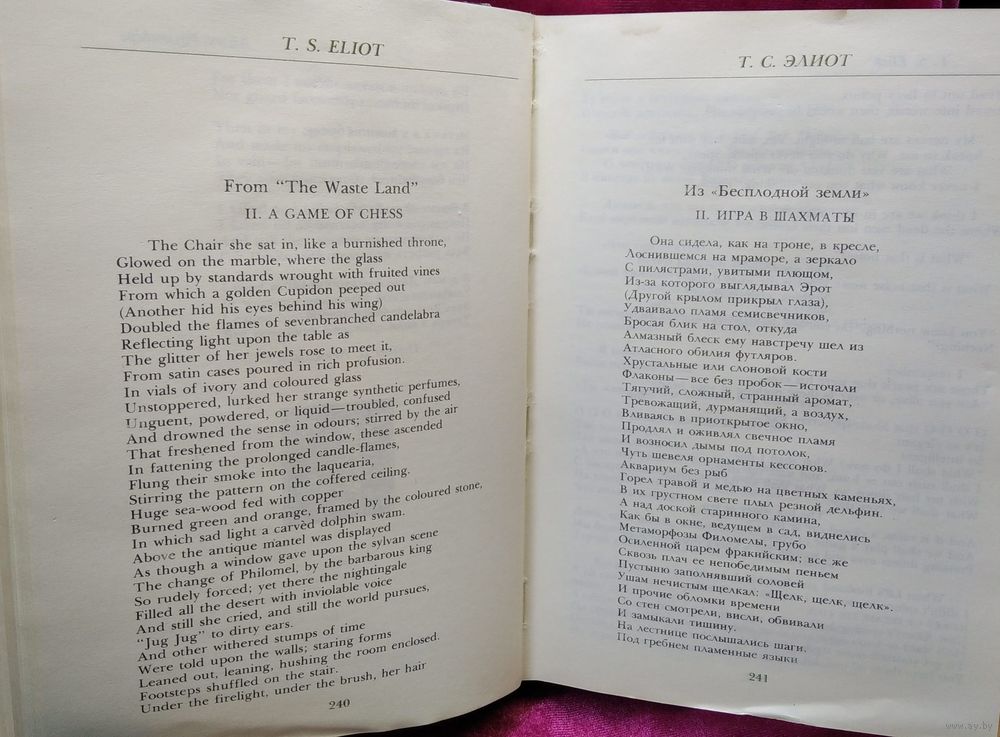 T. S. ELIOT
From “The Waste Land”
II. A GAME OF CHESS
The Chair she sat in, like a burnished throne,
Glowed on the marble, where the glass
Held up by standards wrought with fruited vines
From which a golden Cupidon peeped out
(Another hid his eyes behind his wing)
Doubled the flames of sevenbranched candelabra
Reflecting light upon the table as
The glitter of her jewels rose to meet it,
From satin cases poured in rich profusion.
In vials of ivory and coloured glass
Unstoppered, lurked her strange synthetic perfumes,
Unguent, powdered, or liquid—troubled, confused
And drowned the sense in odours; stirred by the air
That freshened from the window, these ascended
In fattening the prolonged candle-flames,
Flung their smoke into the laquearia,
Stirring the pattern on the coffered ceiling.
Huge sea-wood fed with copper
Burned green and orange, framed by the coloured stone,
In which sad light a carvèd dolphin swam.
Above the antique mantel was displayed
As though a window gave upon the sylvan scene
The change of Philomel, by the barbarous king
So rudely forced; yet there the nightingale
Filled all the desert with inviolable voice
And still she cried, and still the world pursues,
“Jug Jug” to dirty ears.
And other withered stumps of time
Were told upon the walls; staring forms
Leaned out, leaning, hushing the room enclosed.
Footsteps shuffled on the stair.
Under the firelight, under the brush, her hair
240
Т. С. ЭЛИОТ
Из «Бесплодной земли»
II. ИГРА В ШАХМАТЫ
Она сидела, как на троне, в кресле,
Лоснившемся на мраморе, а зеркало
С пилястрами, увитыми плющом,
Из-за которого выглядывал Эрот
(Другой крылом прикрыл глаза),
Удваивало пламя семисвечников,
Бросая блик на стол, откуда
Алмазный блеск ему навстречу шел из
Атласного обилия футляров.
Хрустальные или слоновой кости
Флаконы—все без пробок—источали
Тягучий, сложный, странный аромат,
Тревожащий, дурманящий, а воздух,
Вливаясь в приоткрытое окно,
Продлял и оживлял свечное пламя
И возносил дымы под потолок,
Чуть шевеля орнаменты кессонов.
Аквариум без рыб
Горел травой и медью на цветных каменьях,
В их грустном свете плыл резной дельфин.
А над доской старинного камина,
Как бы в окне, ведущем в сад, виднелись
Метаморфозы Филомелы, грубо
Осиленной царем фракийским; все же
Сквозь плач ее непобедимым пеньем
Пустыню заполнявший соловей
Ушам нечистым щелкал: «Щелк, щелк, щелк».
И прочие обломки времени
Со стен смотрели, висли, обвивали
И замыкали тишину.
На лестнице послышались шаги.
Под гребнем пламенные языки
241
www.ay.by